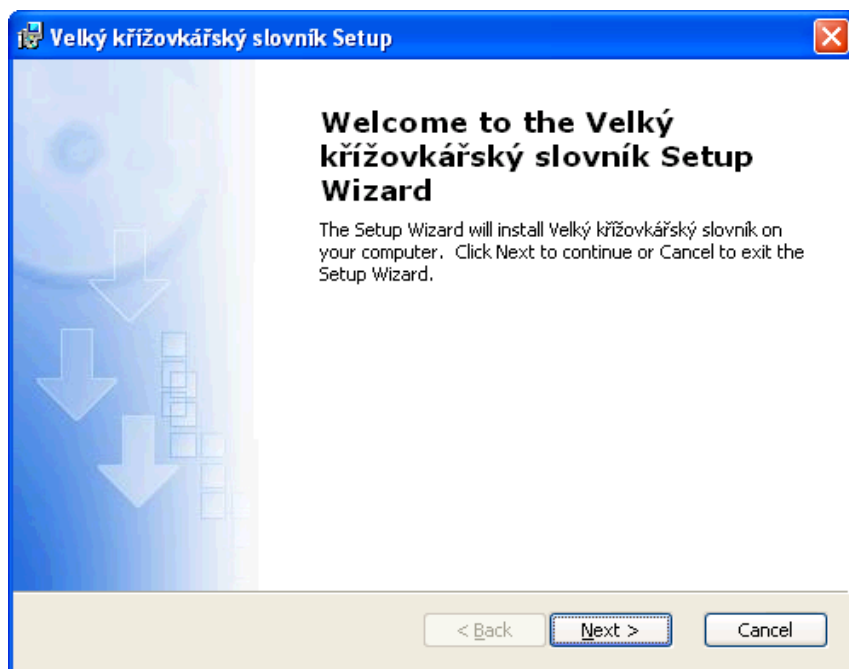 Velký křížovkářský slovník Setup
Welcome to the Velký
křížovkářský slovník Setup
Wizard
The Setup Wizard will install Velký křížovkářský slovník on
your computer. Click Next to continue or Cancel to exit the
Setup Wizard.
< Back
Next >
Cancel